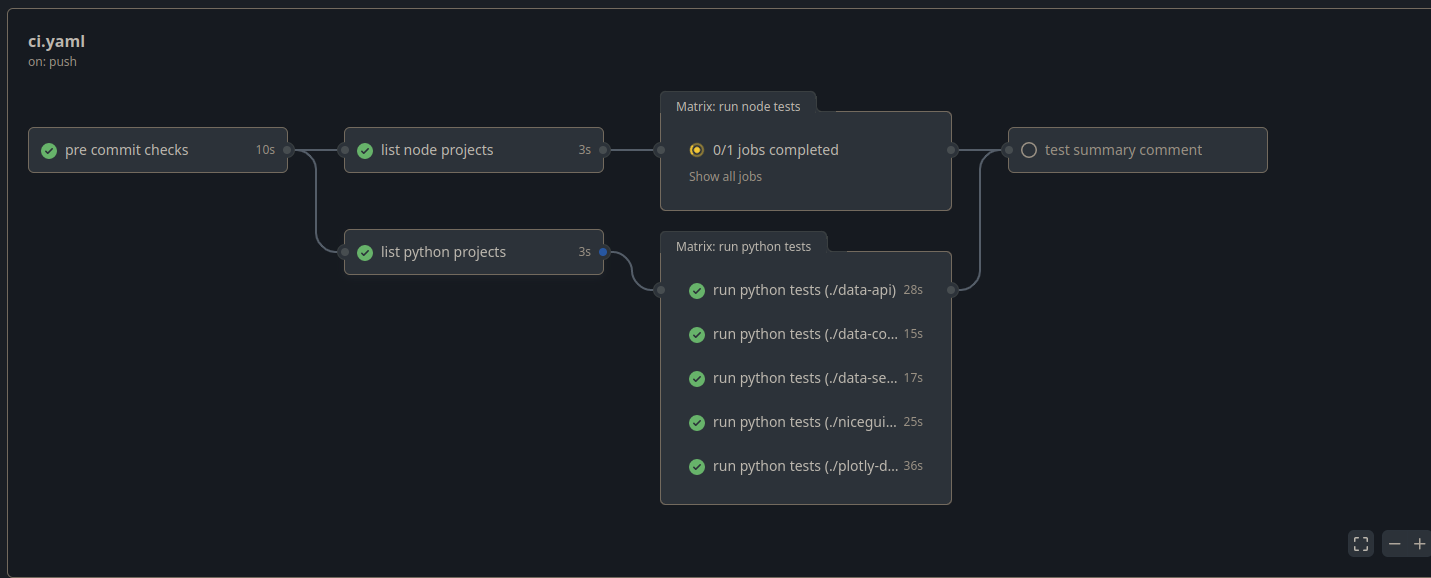 ci.yaml
on: push
pre commit checks 10s
list node projects 3s
Matrix: run node tests
0/1 jobs completed
Show all jobs
test summary comment
list python projects 3s
Matrix: run python tests
run python tests (./data-api) 28s
run python tests (./data-co... 15s
run python tests (./data-se... 17s
run python tests (./nicegui... 25s
run python tests (./plotly-d... 36s